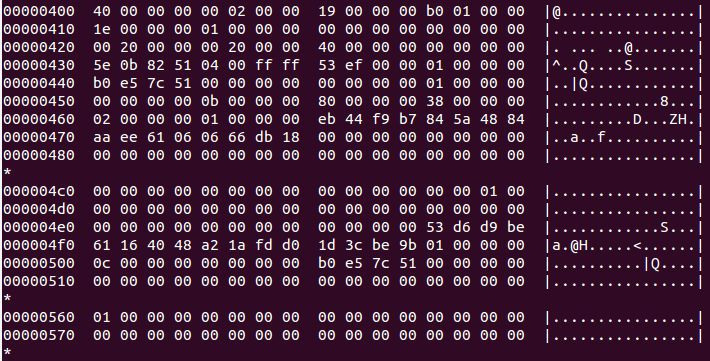 00000400  40 00 00 00 00 02 00 00  19 00 00 00 b0 01 00 00  |@...............|
00000410  1e 00 00 00 01 00 00 00  00 00 00 00 00 00 00 00  |................|
00000420  00 20 00 00 00 20 00 00  40 00 00 00 00 00 00 00  |. ... ..@.......|
00000430  5e 0b 82 51 04 00 ff ff  53 ef 00 00 01 00 00 00  |^..Q....S.......|
00000440  b0 e5 7c 51 00 00 00 00  00 00 00 00 01 00 00 00  |..|Q............|
00000450  00 00 00 00 0b 00 00 00  80 00 00 00 38 00 00 00  |............8...|
00000460  02 00 00 00 01 00 00 00  eb 44 f9 b7 84 5a 48 84  |.........D...ZH.|
00000470  aa ee 61 06 06 66 db 18  00 00 00 00 00 00 00 00  |..a..f..........|
00000480  00 00 00 00 00 00 00 00  00 00 00 00 00 00 00 00  |................|
*
000004c0  00 00 00 00 00 00 00 00  00 00 00 00 00 00 01 00  |................|
000004d0  00 00 00 00 00 00 00 00  00 00 00 00 00 00 00 00  |................|
000004e0  00 00 00 00 00 00 00 00  00 00 00 00 53 d6 d9 be  |............S...|
000004f0  61 16 40 48 a2 1a fd d0  1d 3c be 9b 01 00 00 00  |a.@H.....<......|
00000500  0c 00 00 00 00 00 00 00  b0 e5 7c 51 00 00 00 00  |..........|Q....|
00000510  00 00 00 00 00 00 00 00  00 00 00 00 00 00 00 00  |................|
*
00000560  01 00 00 00 00 00 00 00  00 00 00 00 00 00 00 00  |................|
00000570  00 00 00 00 00 00 00 00  00 00 00 00 00 00 00 00  |................|
*